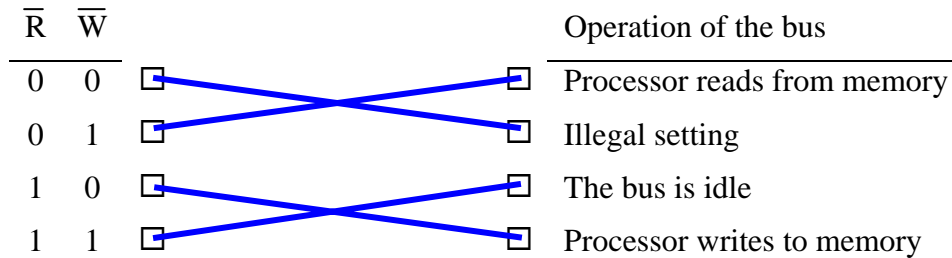 R̅ W̅ Operation of the bus
0 0 Processor reads from memory
0 1 Illegal setting
1 0 The bus is idle
1 1 Processor writes to memory